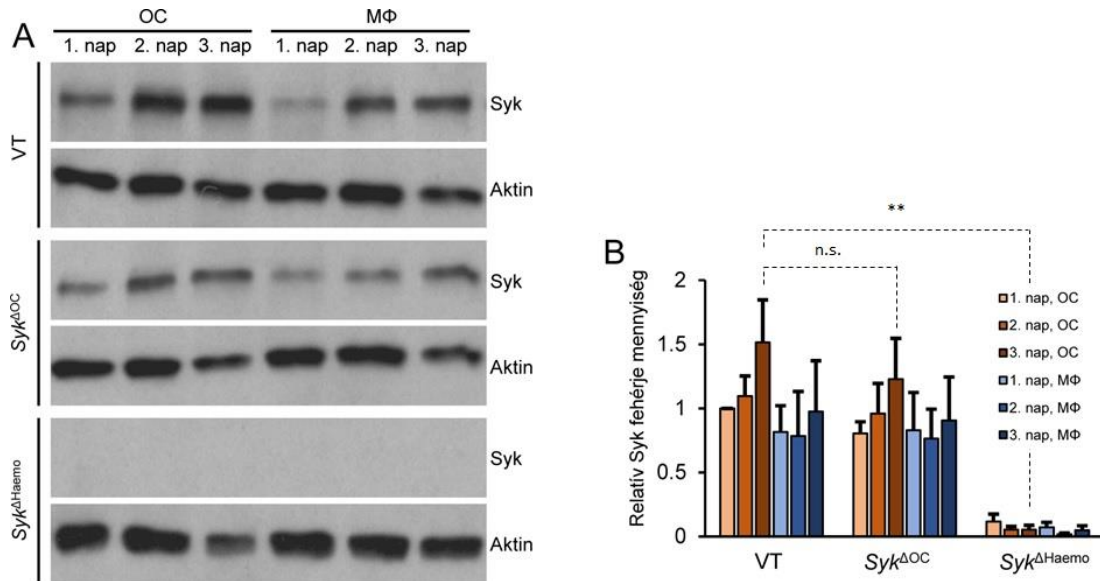 A
OC MΦ
1. nap 2. nap 3. nap 1. nap 2. nap 3. nap
VT
Syk
Aktin
Syk^ΔOC
Syk
Aktin
Syk^ΔHaemo
Syk
Aktin
B
Relatív Syk fehérje mennyiség
2
1.5
1
0.5
0
**
n.s.
1. nap, OC
2. nap, OC
3. nap, OC
1. nap, MΦ
2. nap, MΦ
3. nap, MΦ
VT Syk^ΔOC Syk^ΔHaemo